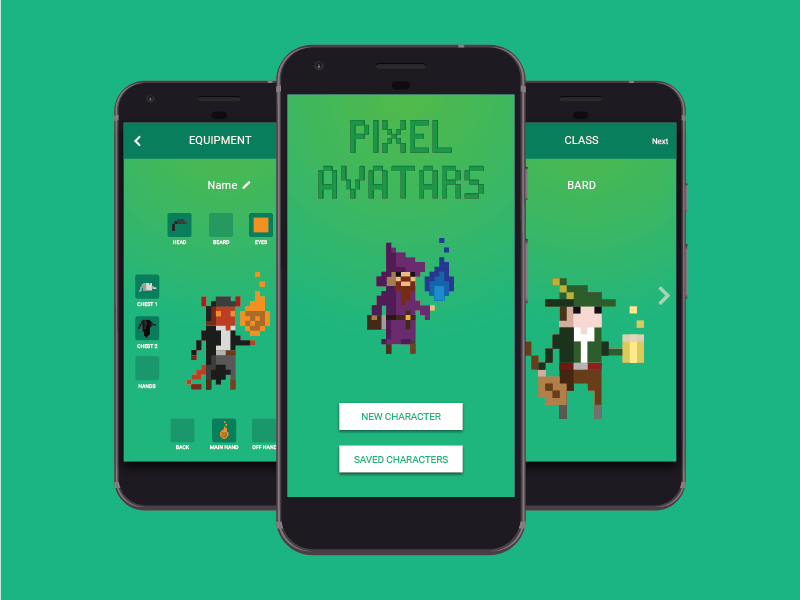 EQUIPMENT
Name
HEAD
BEARD
EYES
CHEST 1
CHEST 2
HANDS
BACK
MAIN HAND
OFF HAND
PIXEL
AVATARS
NEW CHARACTER
SAVED CHARACTERS
CLASS
Next
BARD